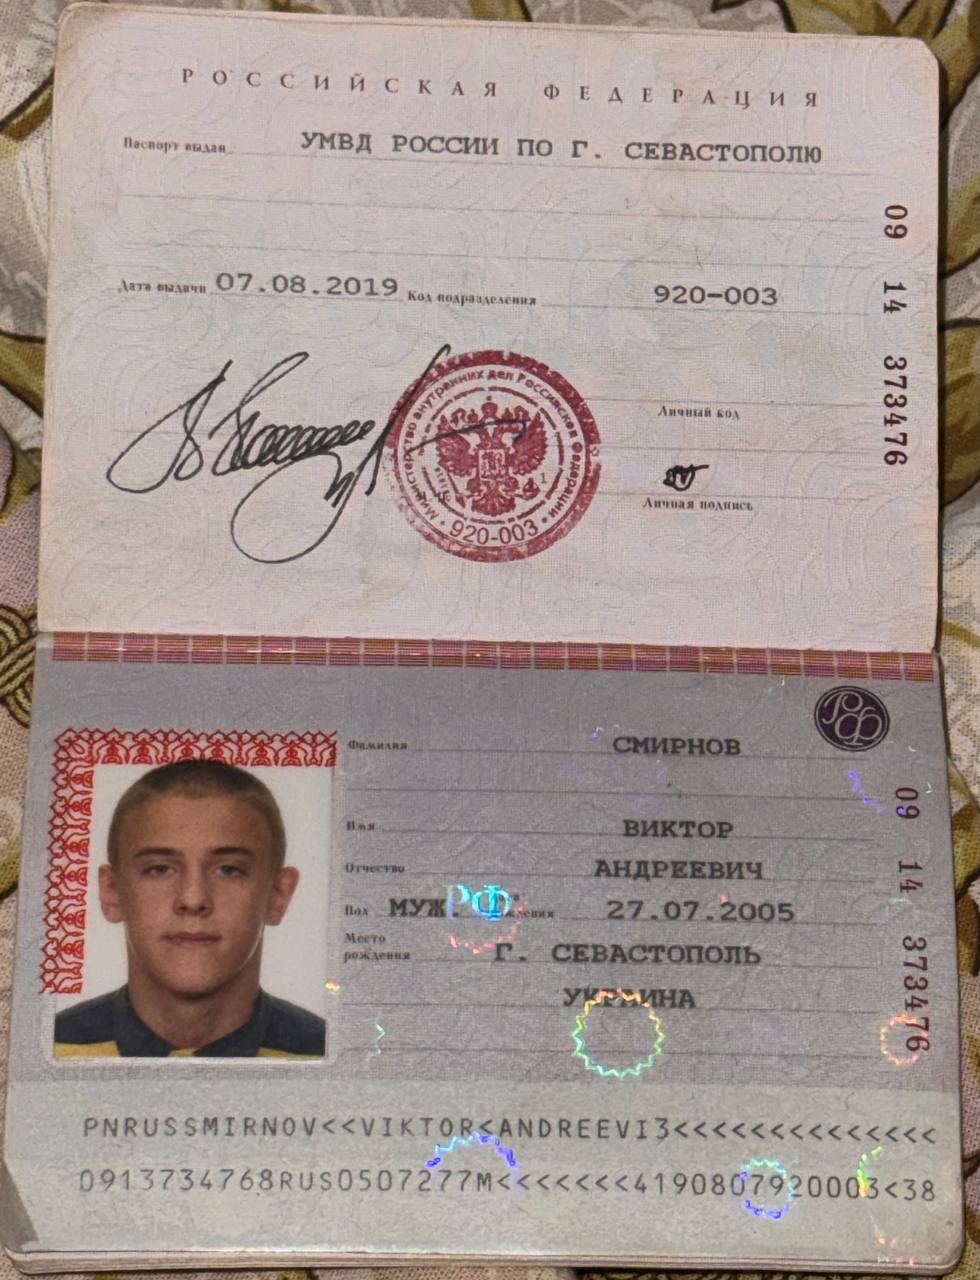 РОССИЙСКАЯ ФЕДЕРАЦИЯ
Паспорт выдан УМВД РОССИИ ПО Г. СЕВАСТОПОЛЮ
Дата выдачи 07.08.2019 Код подразделения 920-003
09 14 373476
Министерство внутренних дел Российской Федерации
920-003
Личный код
Личная подпись
РФ
Фамилия СМИРНОВ
Имя ВИКТОР
Отчество АНДРЕЕВИЧ
Пол МУЖ. РФ 27.07.2005
Место рождения Г. СЕВАСТОПОЛЬ
УКРАИНА
09 14 373476
PNRUSSMIRNOV<<VIKTOR<ANDREEVI3<<<<<<<<<<<<<<
0913734768RUS0507277M<<<<<<<4190807920003<38